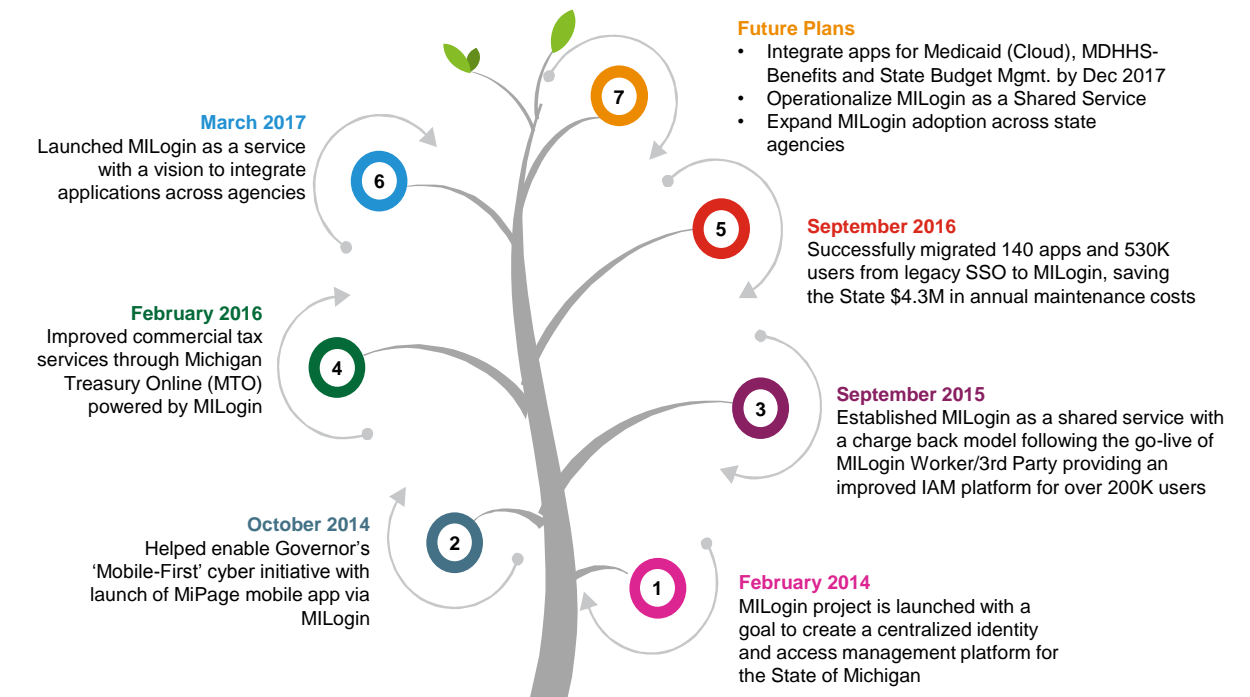 Future Plans
• Integrate apps for Medicaid (Cloud), MDHHS-
Benefits and State Budget Mgmt. by Dec 2017
• Operationalize MILogin as a Shared Service
• Expand MILogin adoption across state
agencies
7
March 2017
Launched MILogin as a service
with a vision to integrate
applications across agencies
6
5
September 2016
Successfully migrated 140 apps and 530K
users from legacy SSO to MILogin, saving
the State $4.3M in annual maintenance costs
February 2016
Improved commercial tax
services through Michigan
Treasury Online (MTO)
powered by MILogin
4
3
September 2015
Established MILogin as a shared service with
a charge back model following the go-live of
MILogin Worker/3rd Party providing an
improved IAM platform for over 200K users
October 2014
Helped enable Governor’s
‘Mobile-First’ cyber initiative with
launch of MiPage mobile app via
MILogin
2
1
February 2014
MILogin project is launched with a
goal to create a centralized identity
and access management platform for
the State of Michigan